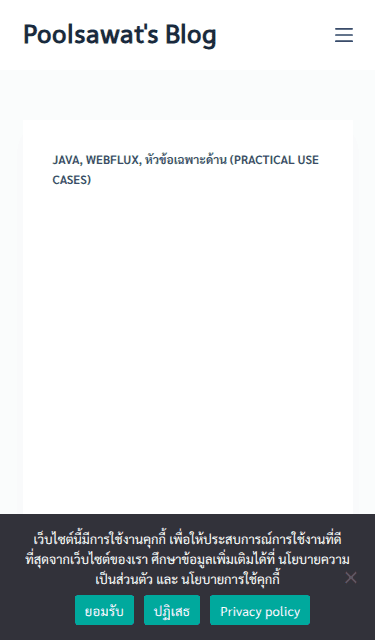 Poolsawat's Blog
JAVA, WEBFLUX, หัวข้อเฉพาะด้าน (PRACTICAL USE
CASES)
เว็บไซต์นี้มีการใช้งานคุกกี้ เพื่อให้ประสบการณ์การใช้งานที่ดี
ที่สุดจากเว็บไซต์ของเรา ศึกษาข้อมูลเพิ่มเติมได้ที่ นโยบายความ
เป็นส่วนตัว และ นโยบายการใช้คุกกี้
ยอมรับ ปฏิเสธ Privacy policy